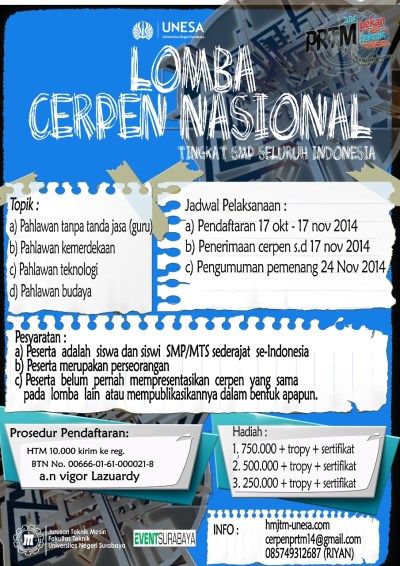 UNESA
Universitas Negeri Surabaya
PRTM
LOMBA
CERPEN NASIONAL
TINGKAT SMP SELURUH INDONESIA
Topik :
a) Pahlawan tanpa tanda jasa (guru)
b) Pahlawan kemerdekaan
c) Pahlawan teknologi
d) Pahlawan budaya
Jadwal Pelaksanaan :
a) Pendaftaran 17 okt - 17 nov 2014
b) Penerimaan cerpen s.d 17 nov 2014
c) Pengumuman pemenang 24 Nov 2014
Pesyaratan :
a) Peserta adalah siswa dan siswi SMP/MTS sederajat se-Indonesia
b) Peserta merupakan perseorangan
c) Peserta belum pernah mempresentasikan cerpen yang sama
pada lomba lain atau mempublikasikannya dalam bentuk apapun.
Prosedur Pendaftaran:
HTM 10.000 kirim ke reg.
BTN No. 00666-01-61-000021-8
a.n vigor Lazuardy
Hadiah :
1. 750.000 + tropy + sertifikat
2. 500.000 + tropy + sertifikat
3. 250.000 + tropy + sertifikat
Jurusan Teknik Mesin
Fakultas Teknik
Universitas Negeri Surabaya
EVENTSURABAYA
INFO :
hmjtm-unesa.com
cerpenprtm14@gmail.com
085749312687 (RIYAN)